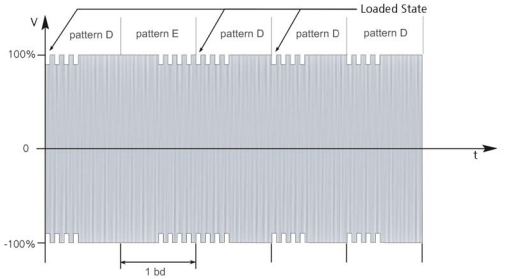 Loaded State
V
pattern D pattern E pattern D pattern D pattern D
100%
0
t
-100%
1 bd